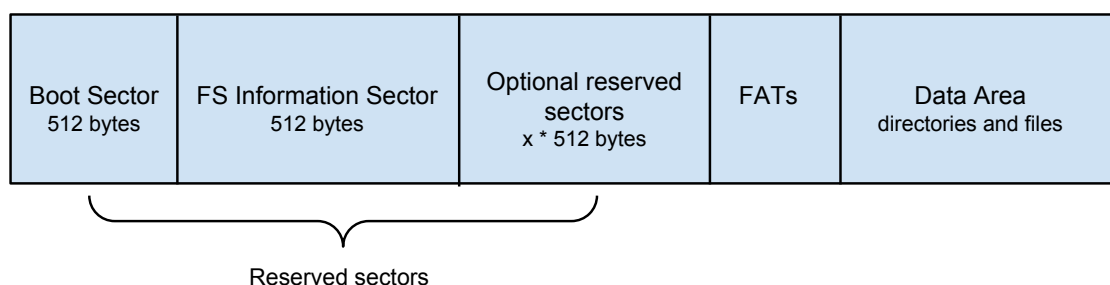 Boot Sector
512 bytes
FS Information Sector
512 bytes
Optional reserved
sectors
x * 512 bytes
FATs
Data Area
directories and files
Reserved sectors